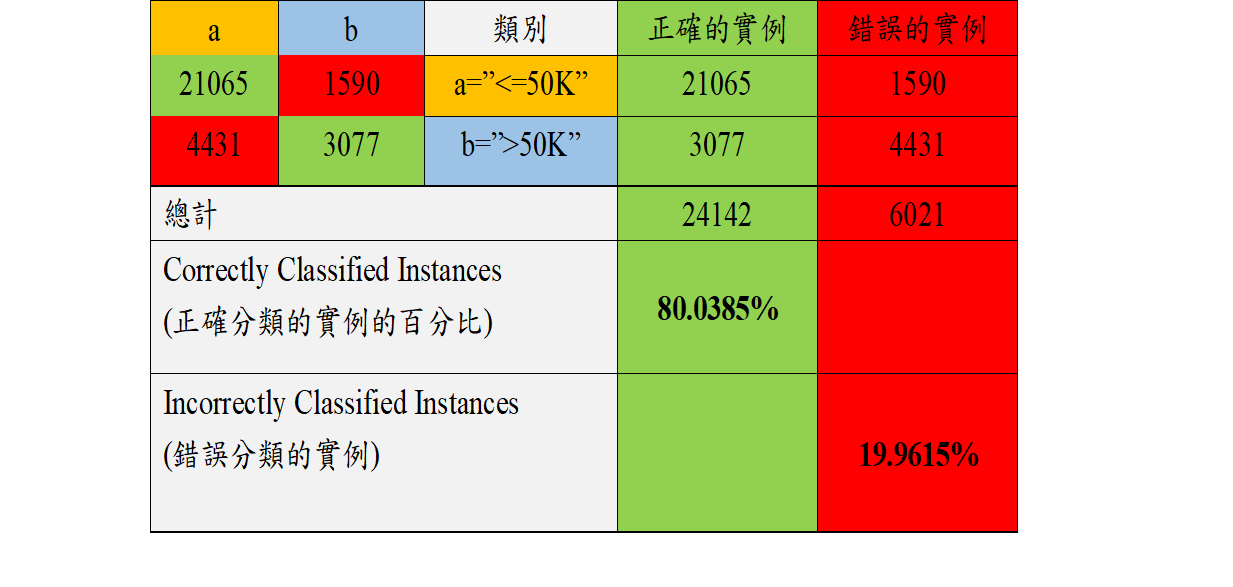 a b 類別 正確的實例 錯誤的實例
21065 1590 a=”<=50K” 21065 1590
4431 3077 b=”>50K” 3077 4431
總計 24142 6021
Correctly Classified Instances
(正確分類的實例的百分比)
80.0385%
Incorrectly Classified Instances
(錯誤分類的實例)
19.9615%